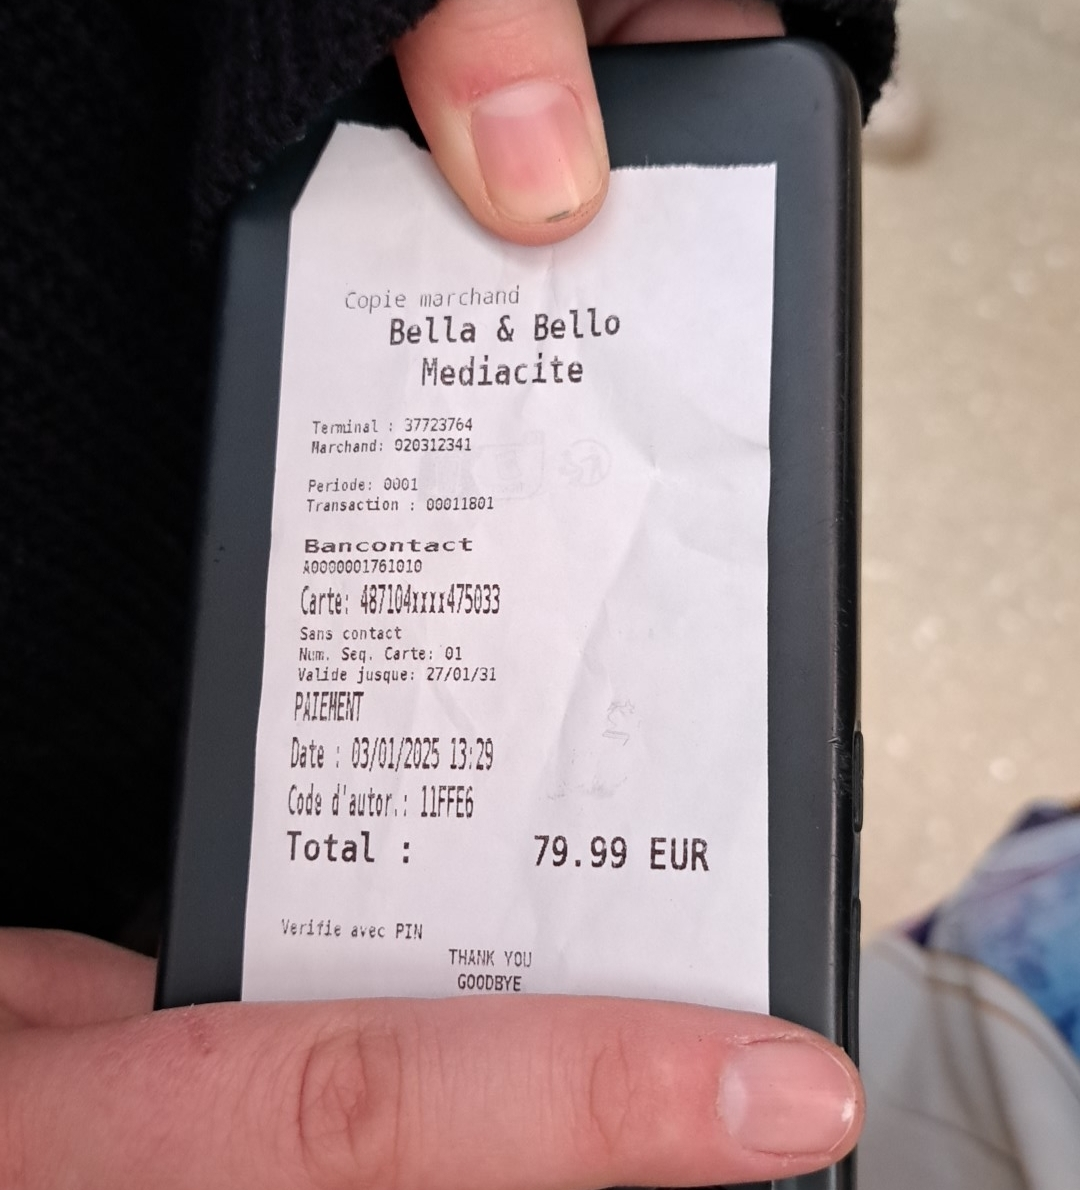 Copie marchand
Bella & Bello
Mediacite
Terminal : 37723764
Marchand: 020312341
Periode: 0001
Transaction : 00011801
Bancontact
A0000001761010
Carte: 487104xxxx475033
Sans contact
Num. Seq. Carte: 01
Valide jusque: 27/01/31
PAIEMENT
Date : 03/01/2025 13:29
Code d'autor.: 11FFE6
Total : 79.99 EUR
Verifie avec PIN
THANK YOU
GOODBYE